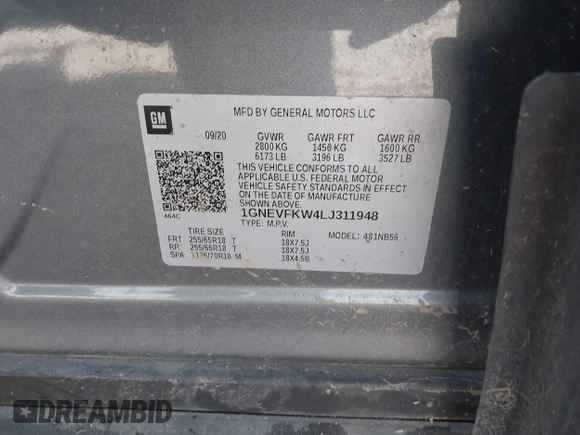 GM
MFD BY GENERAL MOTORS LLC
09/20 GVWR GAWR FRT GAWR RR
2800 KG 1450 KG 1600 KG
6173 LB 3196 LB 3527 LB
THIS VEHICLE CONFORMS TO ALL
APPLICABLE U.S. FEDERAL MOTOR
VEHICLE SAFETY STANDARDS IN EFFECT
ON THE DATE OF MANUFACTURE
SHOWN ABOVE.
464C
1GNEVFKW4LJ311948
TYPE: M.P.V. MODEL: 481NB56
TIRE SIZE RIM
FRT 255/65R18 T 18X7.5J
RR 255/65R18 T 18X7.5J
SPA T135/70R18 M 18X4.5B
DREAMBID